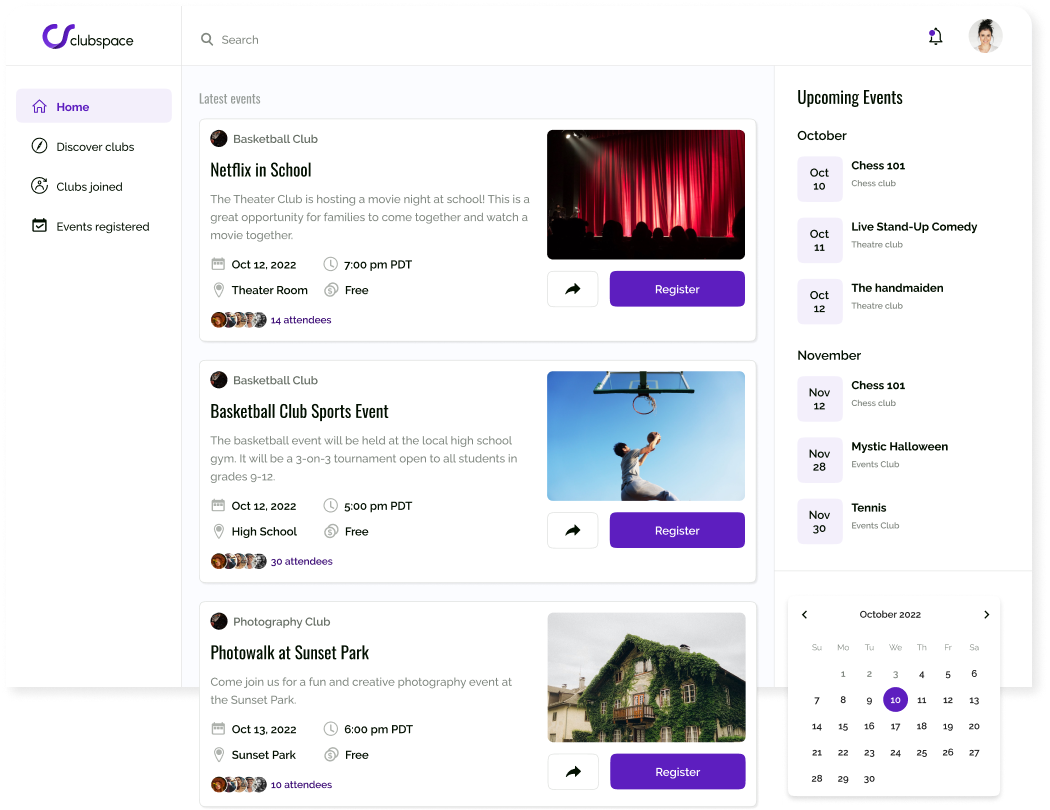 clubspace
Search
Home
Discover clubs
Clubs joined
Events registered
Latest events
Basketball Club
Netflix in School
The Theater Club is hosting a movie night at school! This is a
great opportunity for families to come together and watch a
movie together.
Oct 12, 2022
7:00 pm PDT
Theater Room
Free
14 attendees
Register
Basketball Club
Basketball Club Sports Event
The basketball event will be held at the local high school
gym. It will be a 3-on-3 tournament open to all students in
grades 9-12.
Oct 12, 2022
5:00 pm PDT
High School
Free
30 attendees
Register
Photography Club
Photowalk at Sunset Park
Come join us for a fun and creative photography event at
the Sunset Park.
Oct 13, 2022
6:00 pm PDT
Sunset Park
Free
10 attendees
Register
Upcoming Events
October
Oct
10
Chess 101
Chess club
Oct
11
Live Stand-Up Comedy
Theatre club
Oct
12
The handmaiden
Theatre club
November
Nov
12
Chess 101
Chess club
Nov
28
Mystic Halloween
Events Club
Nov
30
Tennis
Events Club
October 2022
Su Mo Tu We Th Fr Sa
1 2 3 4 5 6
7 8 9 10 11 12 13
14 15 16 17 18 19 20
21 22 23 24 25 26 27
28 29 30